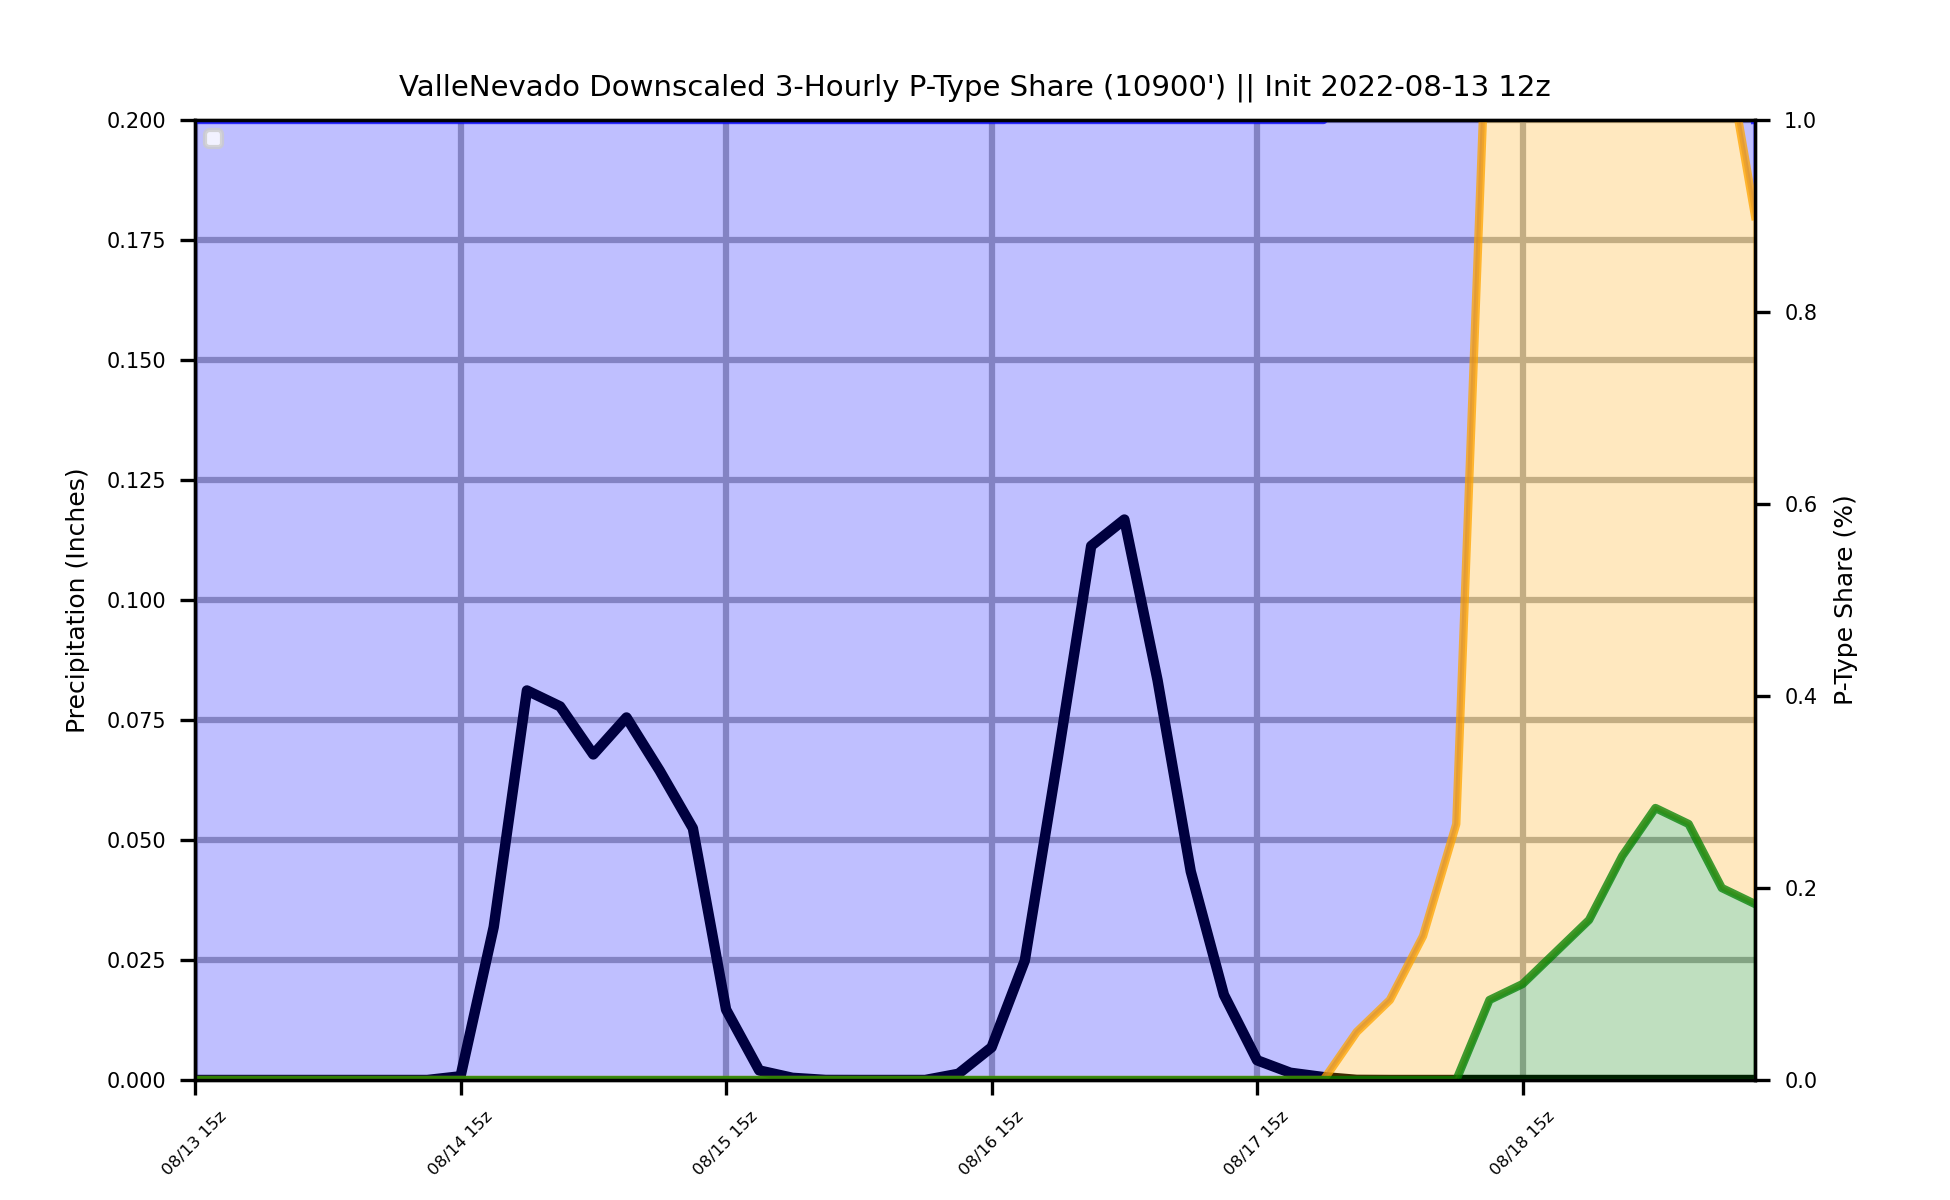 ValleNevado Downscaled 3-Hourly P-Type Share (10900') || Init 2022-08-13 12z
Precipitation (Inches)
0.200
0.175
0.150
0.125
0.100
0.075
0.050
0.025
0.000
1.0
0.8
0.6
0.4
0.2
0.0
P-Type Share (%)
08/13 15z
08/14 15z
08/15 15z
08/16 15z
08/17 15z
08/18 15z